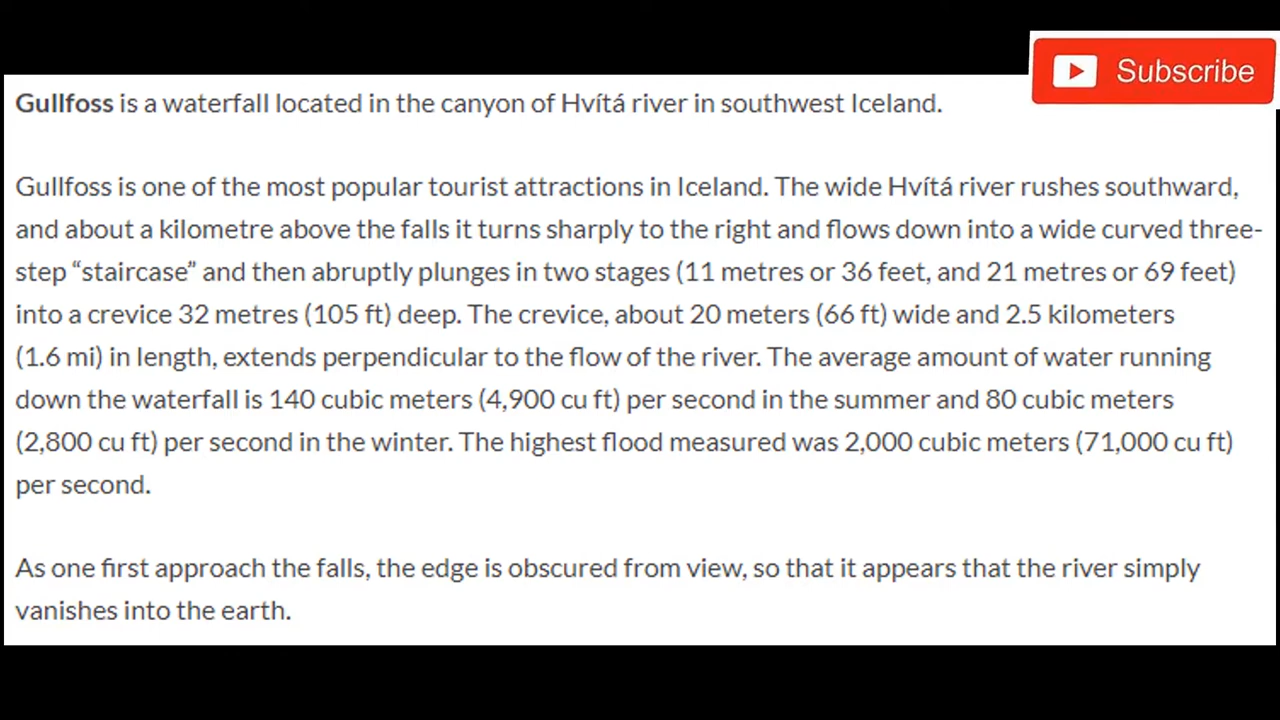 Subscribe
Gullfoss is a waterfall located in the canyon of Hvítá river in southwest Iceland.
Gullfoss is one of the most popular tourist attractions in Iceland. The wide Hvítá river rushes southward,
and about a kilometre above the falls it turns sharply to the right and flows down into a wide curved three-
step “staircase” and then abruptly plunges in two stages (11 metres or 36 feet, and 21 metres or 69 feet)
into a crevice 32 metres (105 ft) deep. The crevice, about 20 meters (66 ft) wide and 2.5 kilometers
(1.6 mi) in length, extends perpendicular to the flow of the river. The average amount of water running
down the waterfall is 140 cubic meters (4,900 cu ft) per second in the summer and 80 cubic meters
(2,800 cu ft) per second in the winter. The highest flood measured was 2,000 cubic meters (71,000 cu ft)
per second.
As one first approach the falls, the edge is obscured from view, so that it appears that the river simply
vanishes into the earth.